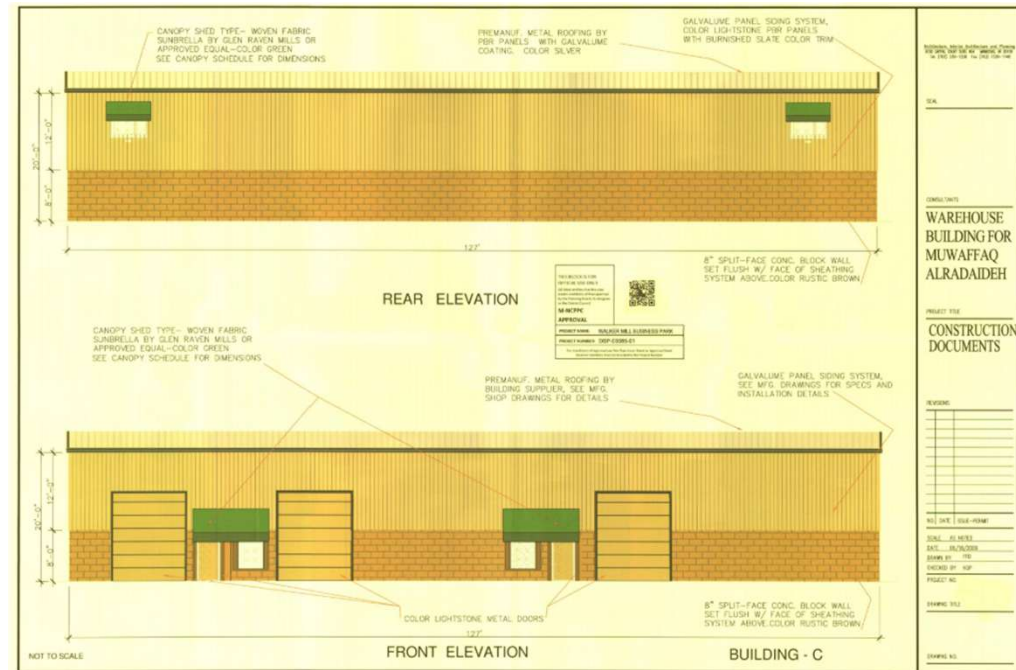 CANOPY SHED TYPE- WOVEN FABRIC
SUNBRELLA BY GLEN RAVEN MILLS OR
APPROVED EQUAL-COLOR GREEN
SEE CANOPY SCHEDULE FOR DIMENSIONS
PREMANUF. METAL ROOFING BY
PBR PANELS WITH GALVALUME
COATING. COLOR SILVER
GALVALUME PANEL SIDING SYSTEM,
COLOR LIGHTSTONE PBR PANELS
WITH BURNISHED SLATE COLOR TRIM
20'-0"
12'-0"
8'-0"
127'
REAR ELEVATION
8" SPLIT-FACE CONC. BLOCK WALL
SET FLUSH W/ FACE OF SHEATHING
SYSTEM ABOVE.COLOR RUSTIC BROWN
M-NCPPC
APPROVAL
PROJECT NAME: WALKER MILL BUSINESS PARK
PROJECT NUMBER:
CANOPY SHED TYPE- WOVEN FABRIC
SUNBRELLA BY GLEN RAVEN MILLS OR
APPROVED EQUAL-COLOR GREEN
SEE CANOPY SCHEDULE FOR DIMENSIONS
PREMANUF. METAL ROOFING BY
BUILDING SUPPLIER, SEE MFG.
SHOP DRAWINGS FOR DETAILS
GALVALUME PANEL SIDING SYSTEM,
SEE MFG. DRAWINGS FOR SPECS AND
INSTALLATION DETAILS
20'-0"
12'-0"
8'-0"
COLOR LIGHTSTONE METAL DOORS
127'
8" SPLIT-FACE CONC. BLOCK WALL
SET FLUSH W/ FACE OF SHEATHING
SYSTEM ABOVE.COLOR RUSTIC BROWN
NOT TO SCALE
FRONT ELEVATION
BUILDING - C
SEAL
CONSULTANTS
WAREHOUSE
BUILDING FOR
MUWAFFAQ
ALRADAIDEH
PROJECT TITLE
CONSTRUCTION
DOCUMENTS
REVISIONS
NO. DATE ISSUE-PERMIT
SCALE AS NOTED
DATE
DRAWN BY
CHECKED BY
PROJECT NO.
DRAWING TITLE
DRAWING NO.